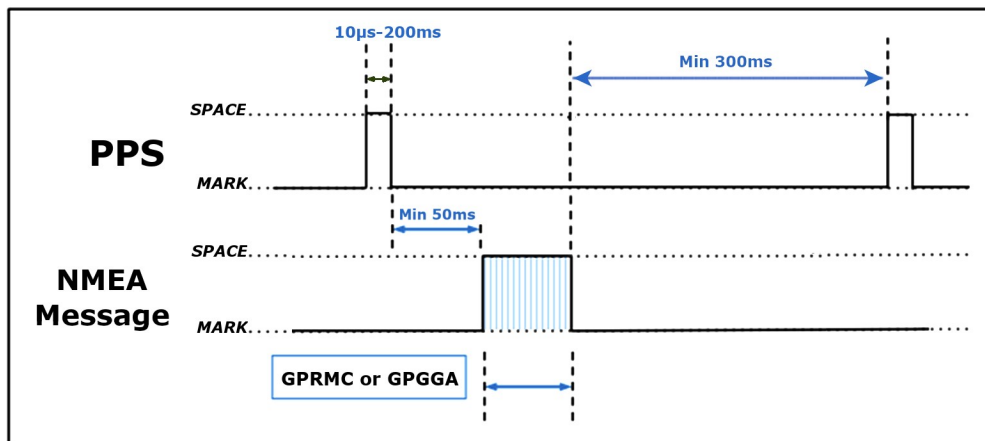 10µs-200ms
Min 300ms
SPACE
PPS
MARK
Min 50ms
SPACE
NMEA
Message
MARK
GPRMC or GPGGA